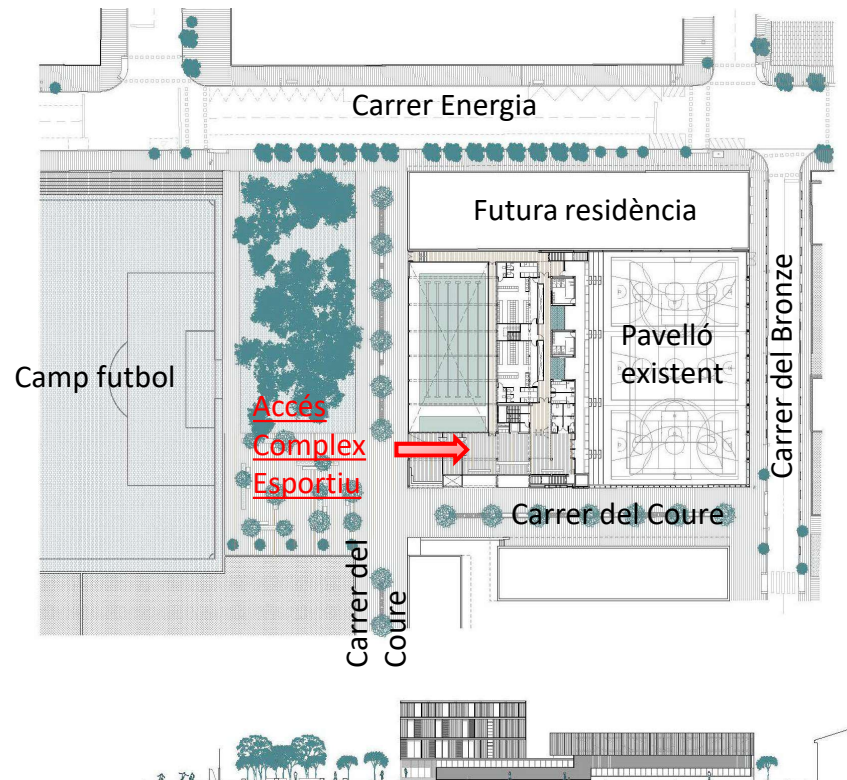 Carrer Energia
Futura residència
Camp futbol
Pavelló
existent
Carrer del Bronze
Accés
Complex
Esportiu
Carrer del Coure
Carrer del
Coure